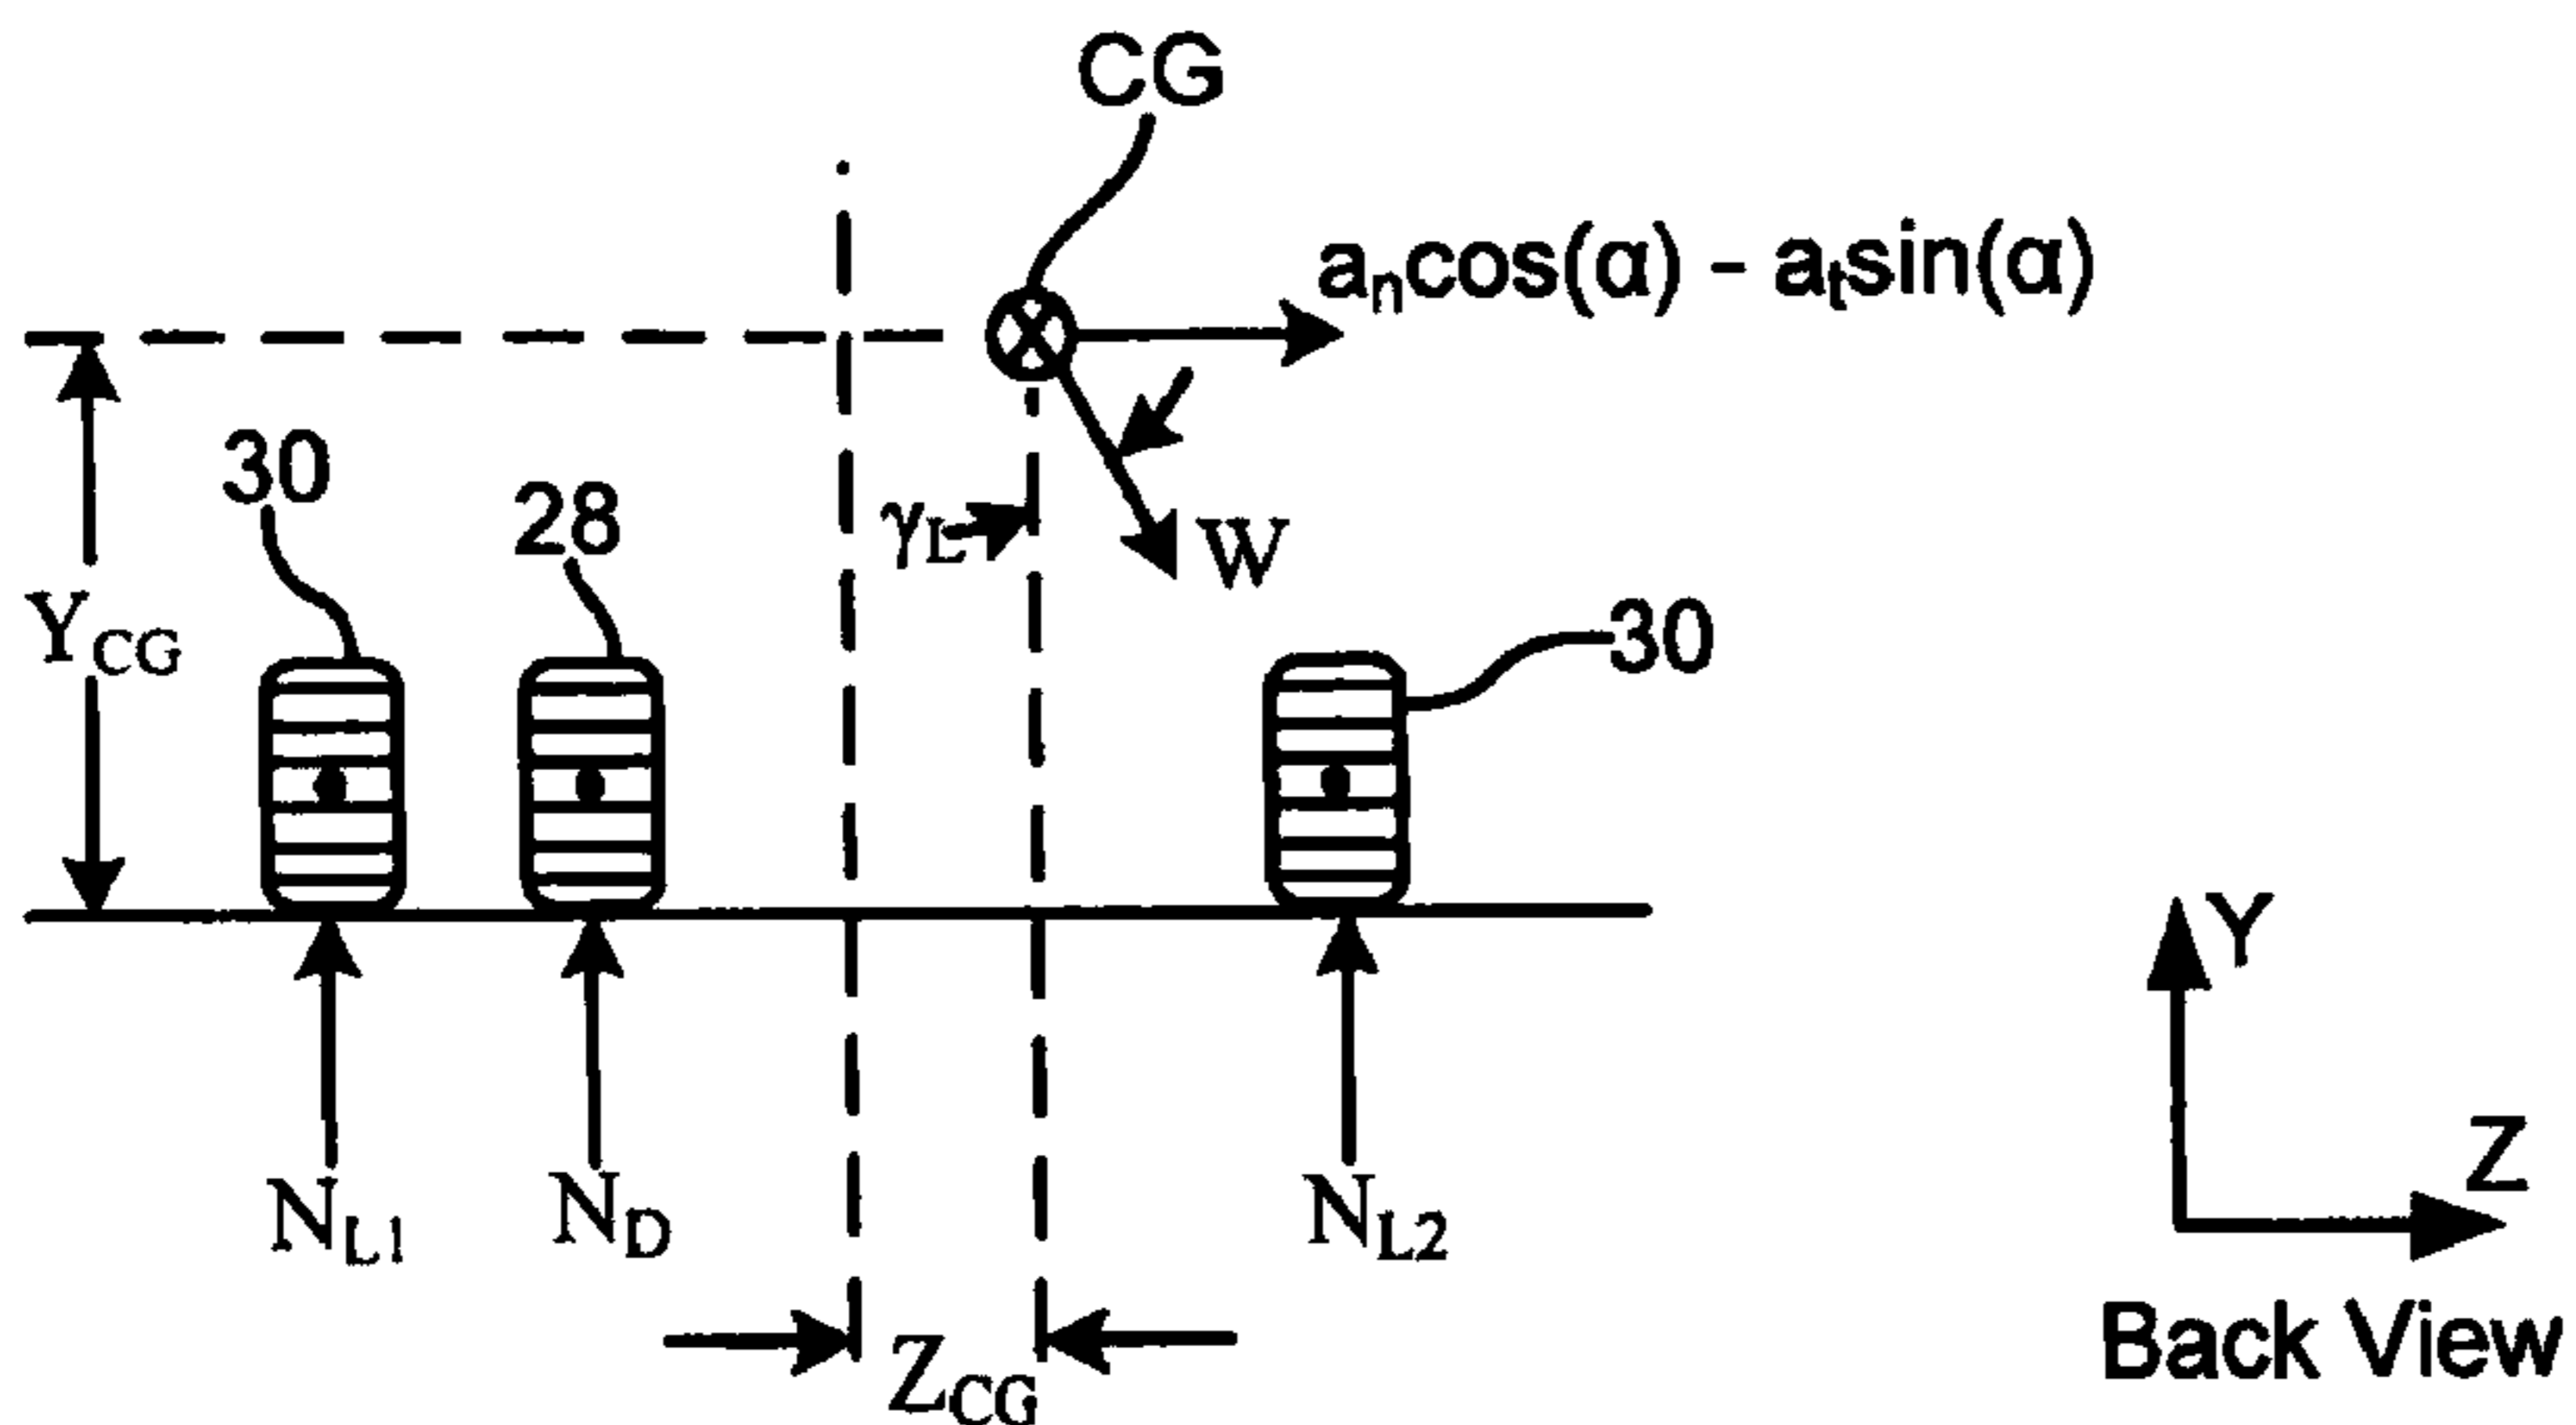 CG
aₙcos(α) - aₜsin(α)
30
28
γL
W
YCG
30
NL1
ND
NL2
ZCG
Y
Z
Back View